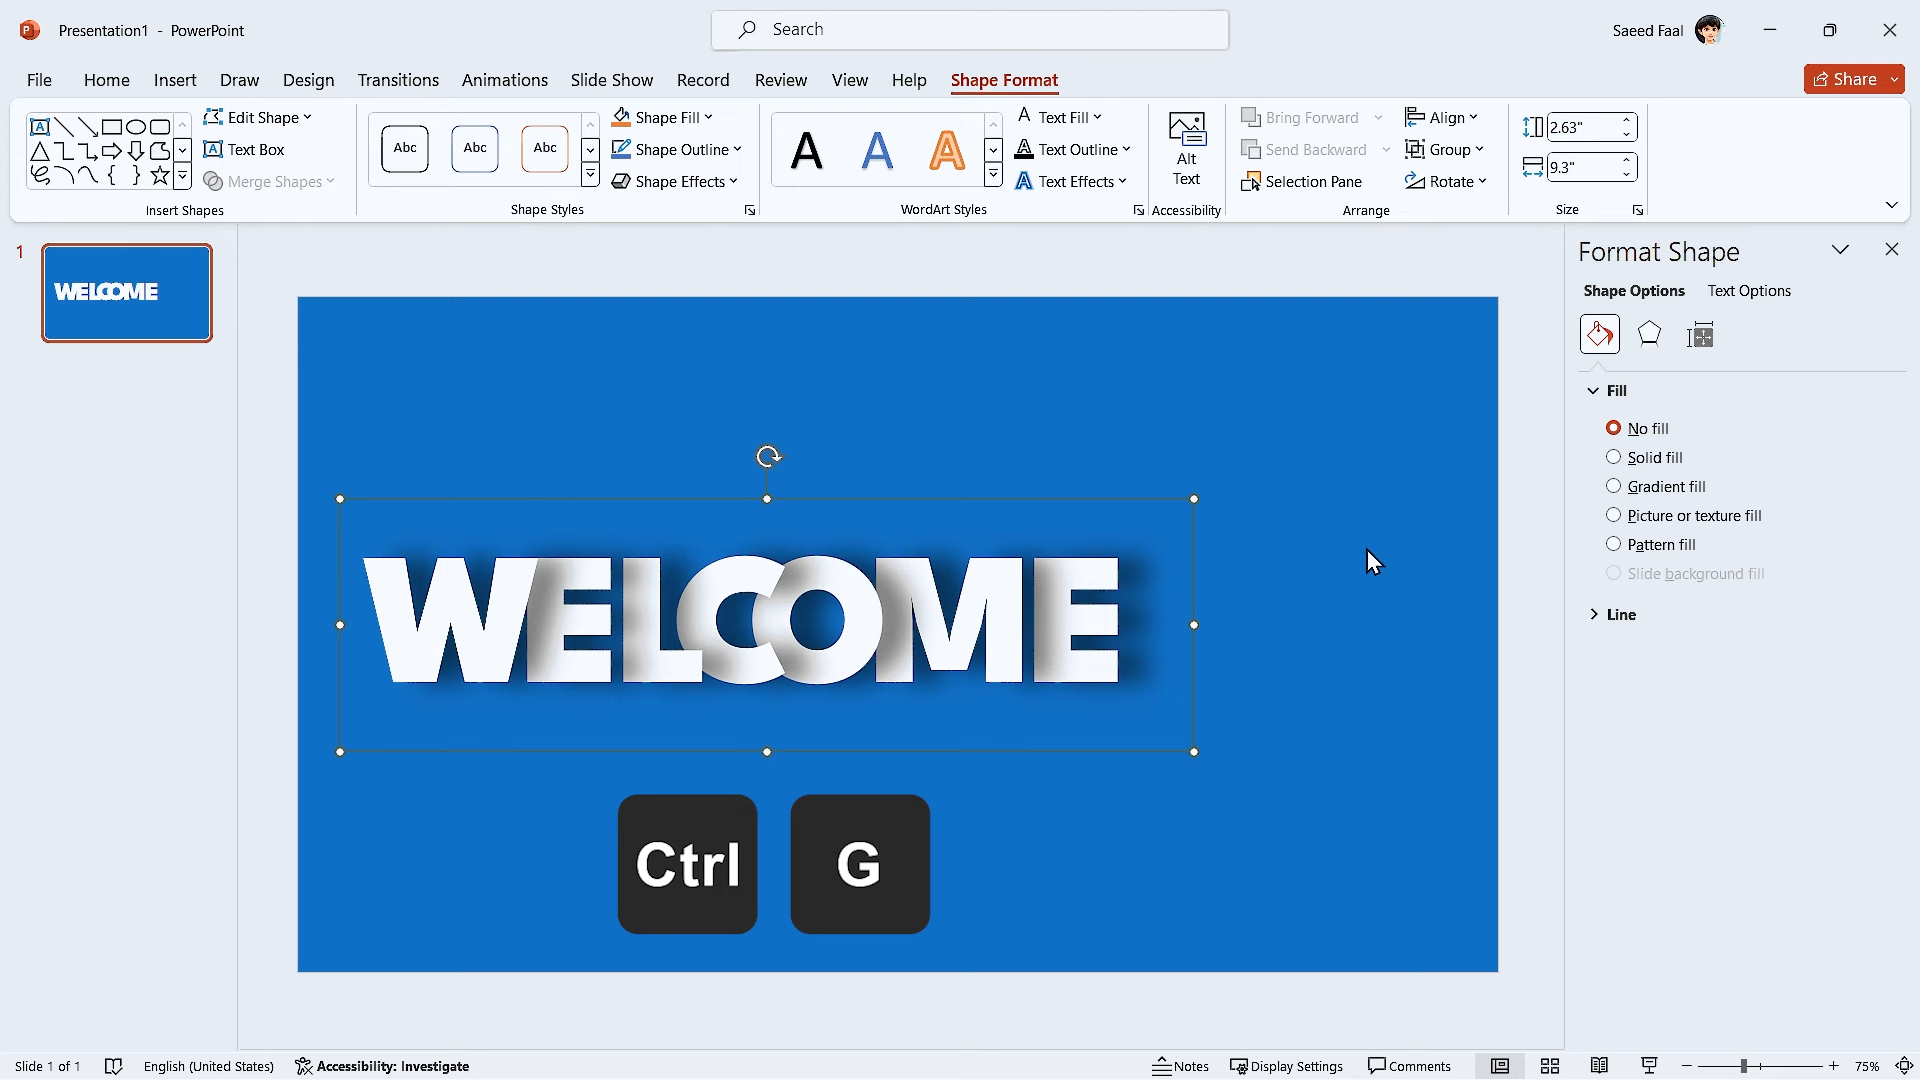 Presentation1 - PowerPoint
Search
Saeed Faal
File Home Insert Draw Design Transitions Animations Slide Show Record Review View Help Shape Format
Share
Edit Shape
Text Box
Merge Shapes
Insert Shapes
Abc Abc Abc
Shape Fill
Shape Outline
Shape Effects
Shape Styles
A A A
Text Fill
Text Outline
Text Effects
WordArt Styles
Alt
Text
Accessibility
Bring Forward
Send Backward
Selection Pane
Align
Group
Rotate
Arrange
2.63"
9.3"
Size
1
WELCOME
WELCOME
Ctrl G
Format Shape
Shape Options Text Options
Fill
No fill
Solid fill
Gradient fill
Picture or texture fill
Pattern fill
Slide background fill
Line
Slide 1 of 1 English (United States) Accessibility: Investigate Notes Display Settings Comments 75%